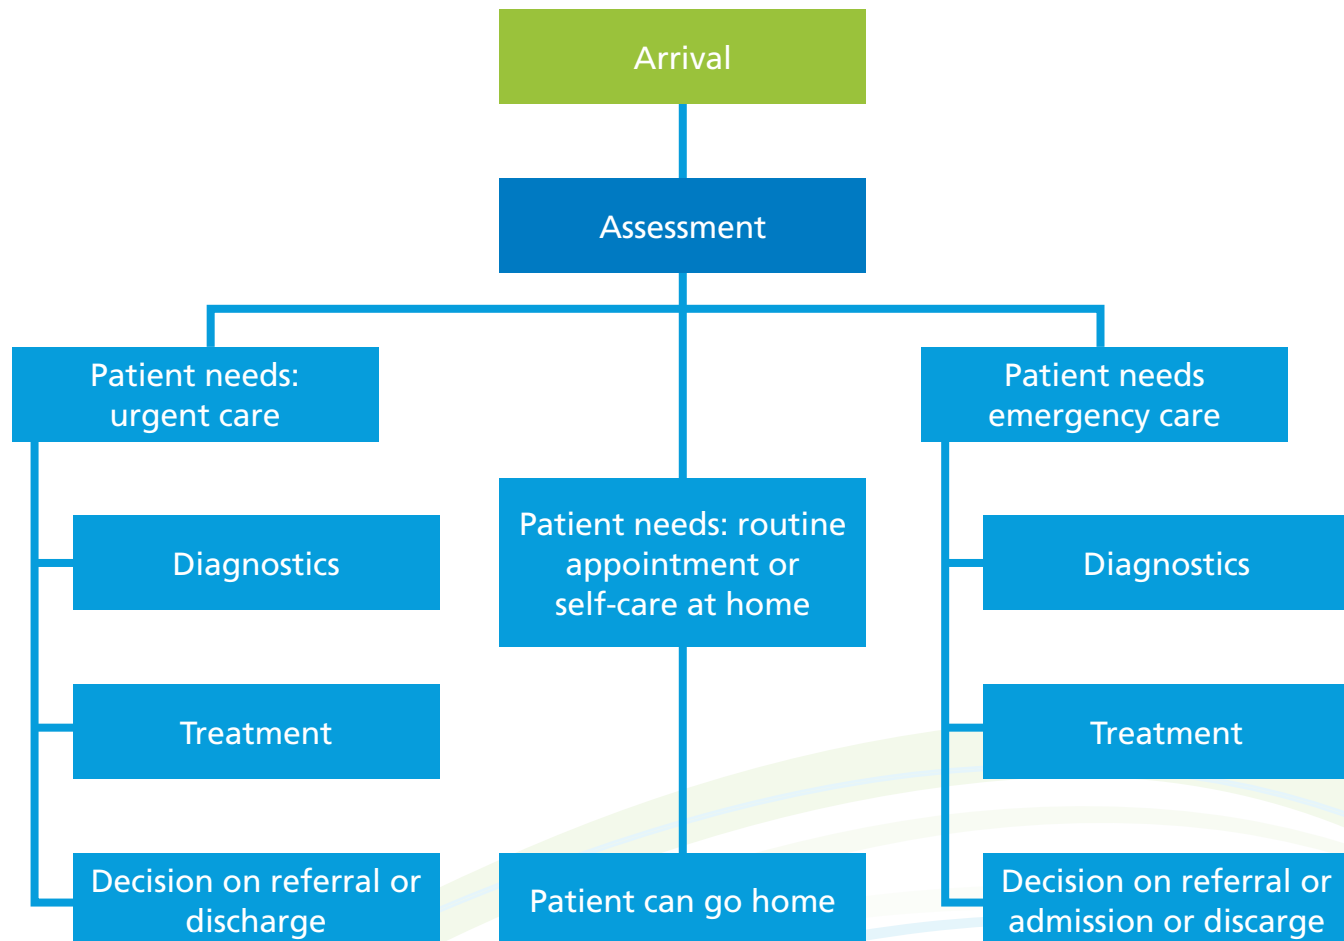 Arrival
Assessment
Patient needs:
urgent care
Patient needs
emergency care
Patient needs: routine
appointment or
self-care at home
Diagnostics
Diagnostics
Treatment
Treatment
Decision on referral or
discharge
Patient can go home
Decision on referral or
admission or discarge